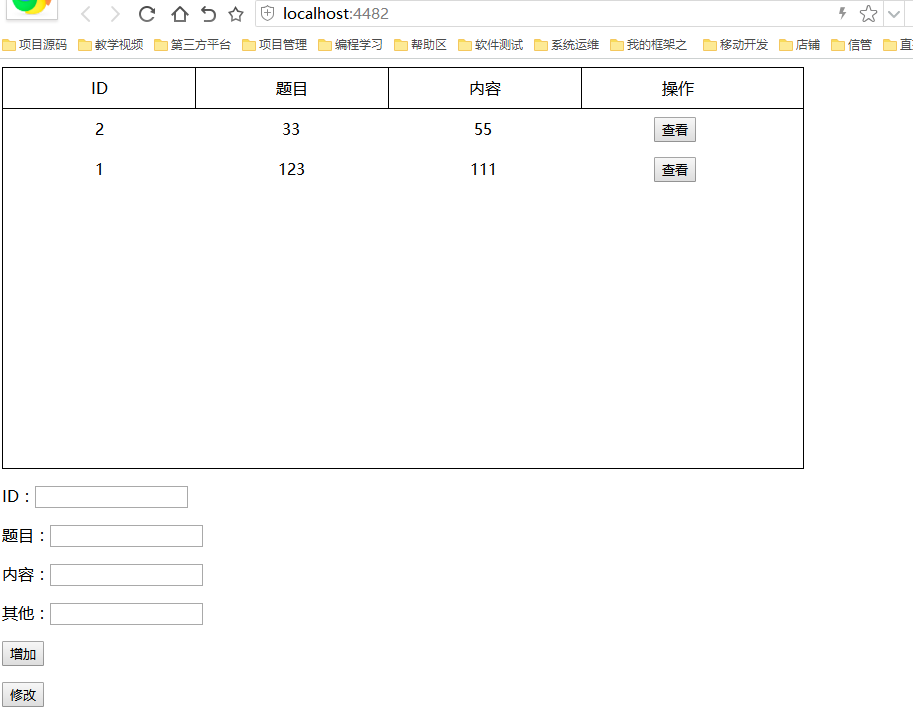 localhost:4482
项目源码 教学视频 第三方平台 项目管理 编程学习 帮助区 软件测试 系统运维 我的框架之 移动开发 店铺 信管 直
ID 题目 内容 操作
2 33 55 查看
1 123 111 查看
ID：
题目：
内容：
其他：
增加
修改